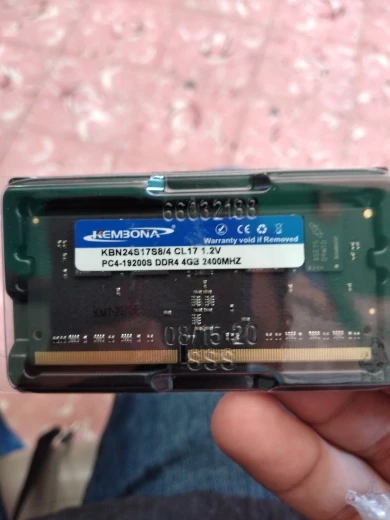 66032188
KEMBONA
Warranty void if Removed
KBN24S17S8/4 CL17 1.2V
PC4-19200S DDR4 4GB 2400MHZ
08/15-20
SSS